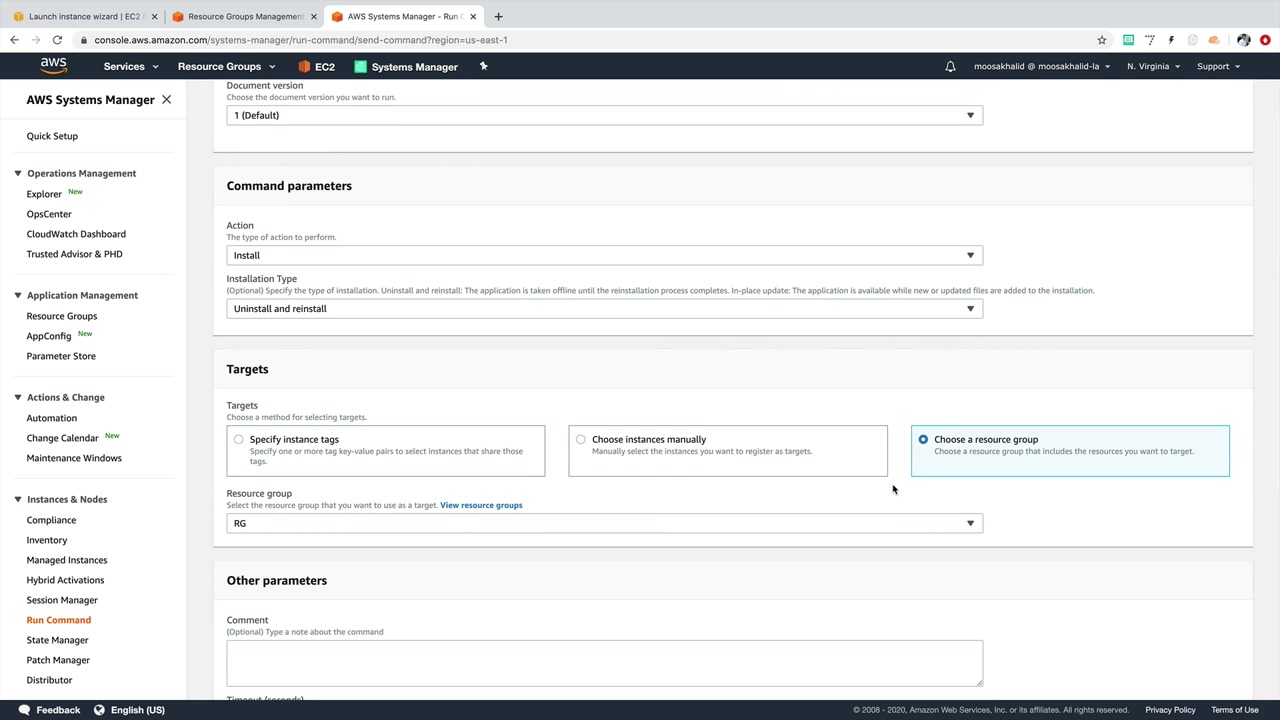 Launch instance wizard | EC2
Resource Groups Management
AWS Systems Manager - Run C
console.aws.amazon.com/systems-manager/run-command/send-command?region=us-east-1
aws
Services
Resource Groups
EC2
Systems Manager
moosakhalid @ moosakhalid-la
N. Virginia
Support
AWS Systems Manager
Quick Setup
Operations Management
Explorer New
OpsCenter
CloudWatch Dashboard
Trusted Advisor & PHD
Application Management
Resource Groups
AppConfig New
Parameter Store
Actions & Change
Automation
Change Calendar New
Maintenance Windows
Instances & Nodes
Compliance
Inventory
Managed Instances
Hybrid Activations
Session Manager
Run Command
State Manager
Patch Manager
Distributor
Document version
Choose the document version you want to run.
1 (Default)
Command parameters
Action
The type of action to perform.
Install
Installation Type
(Optional) Specify the type of installation. Uninstall and reinstall: The application is taken offline until the reinstallation process completes. In-place update: The application is available while new or updated files are added to the installation.
Uninstall and reinstall
Targets
Targets
Choose a method for selecting targets.
Specify instance tags
Specify one or more tag key-value pairs to select instances that share those
tags.
Choose instances manually
Manually select the instances you want to register as targets.
Choose a resource group
Choose a resource group that includes the resources you want to target.
Resource group
Select the resource group that you want to use as a target. View resource groups
RG
Other parameters
Comment
(Optional) Type a note about the command
Timeout (seconds)
Feedback
English (US)
© 2008 - 2020, Amazon Web Services, Inc. or its affiliates. All rights reserved.
Privacy Policy
Terms of Use